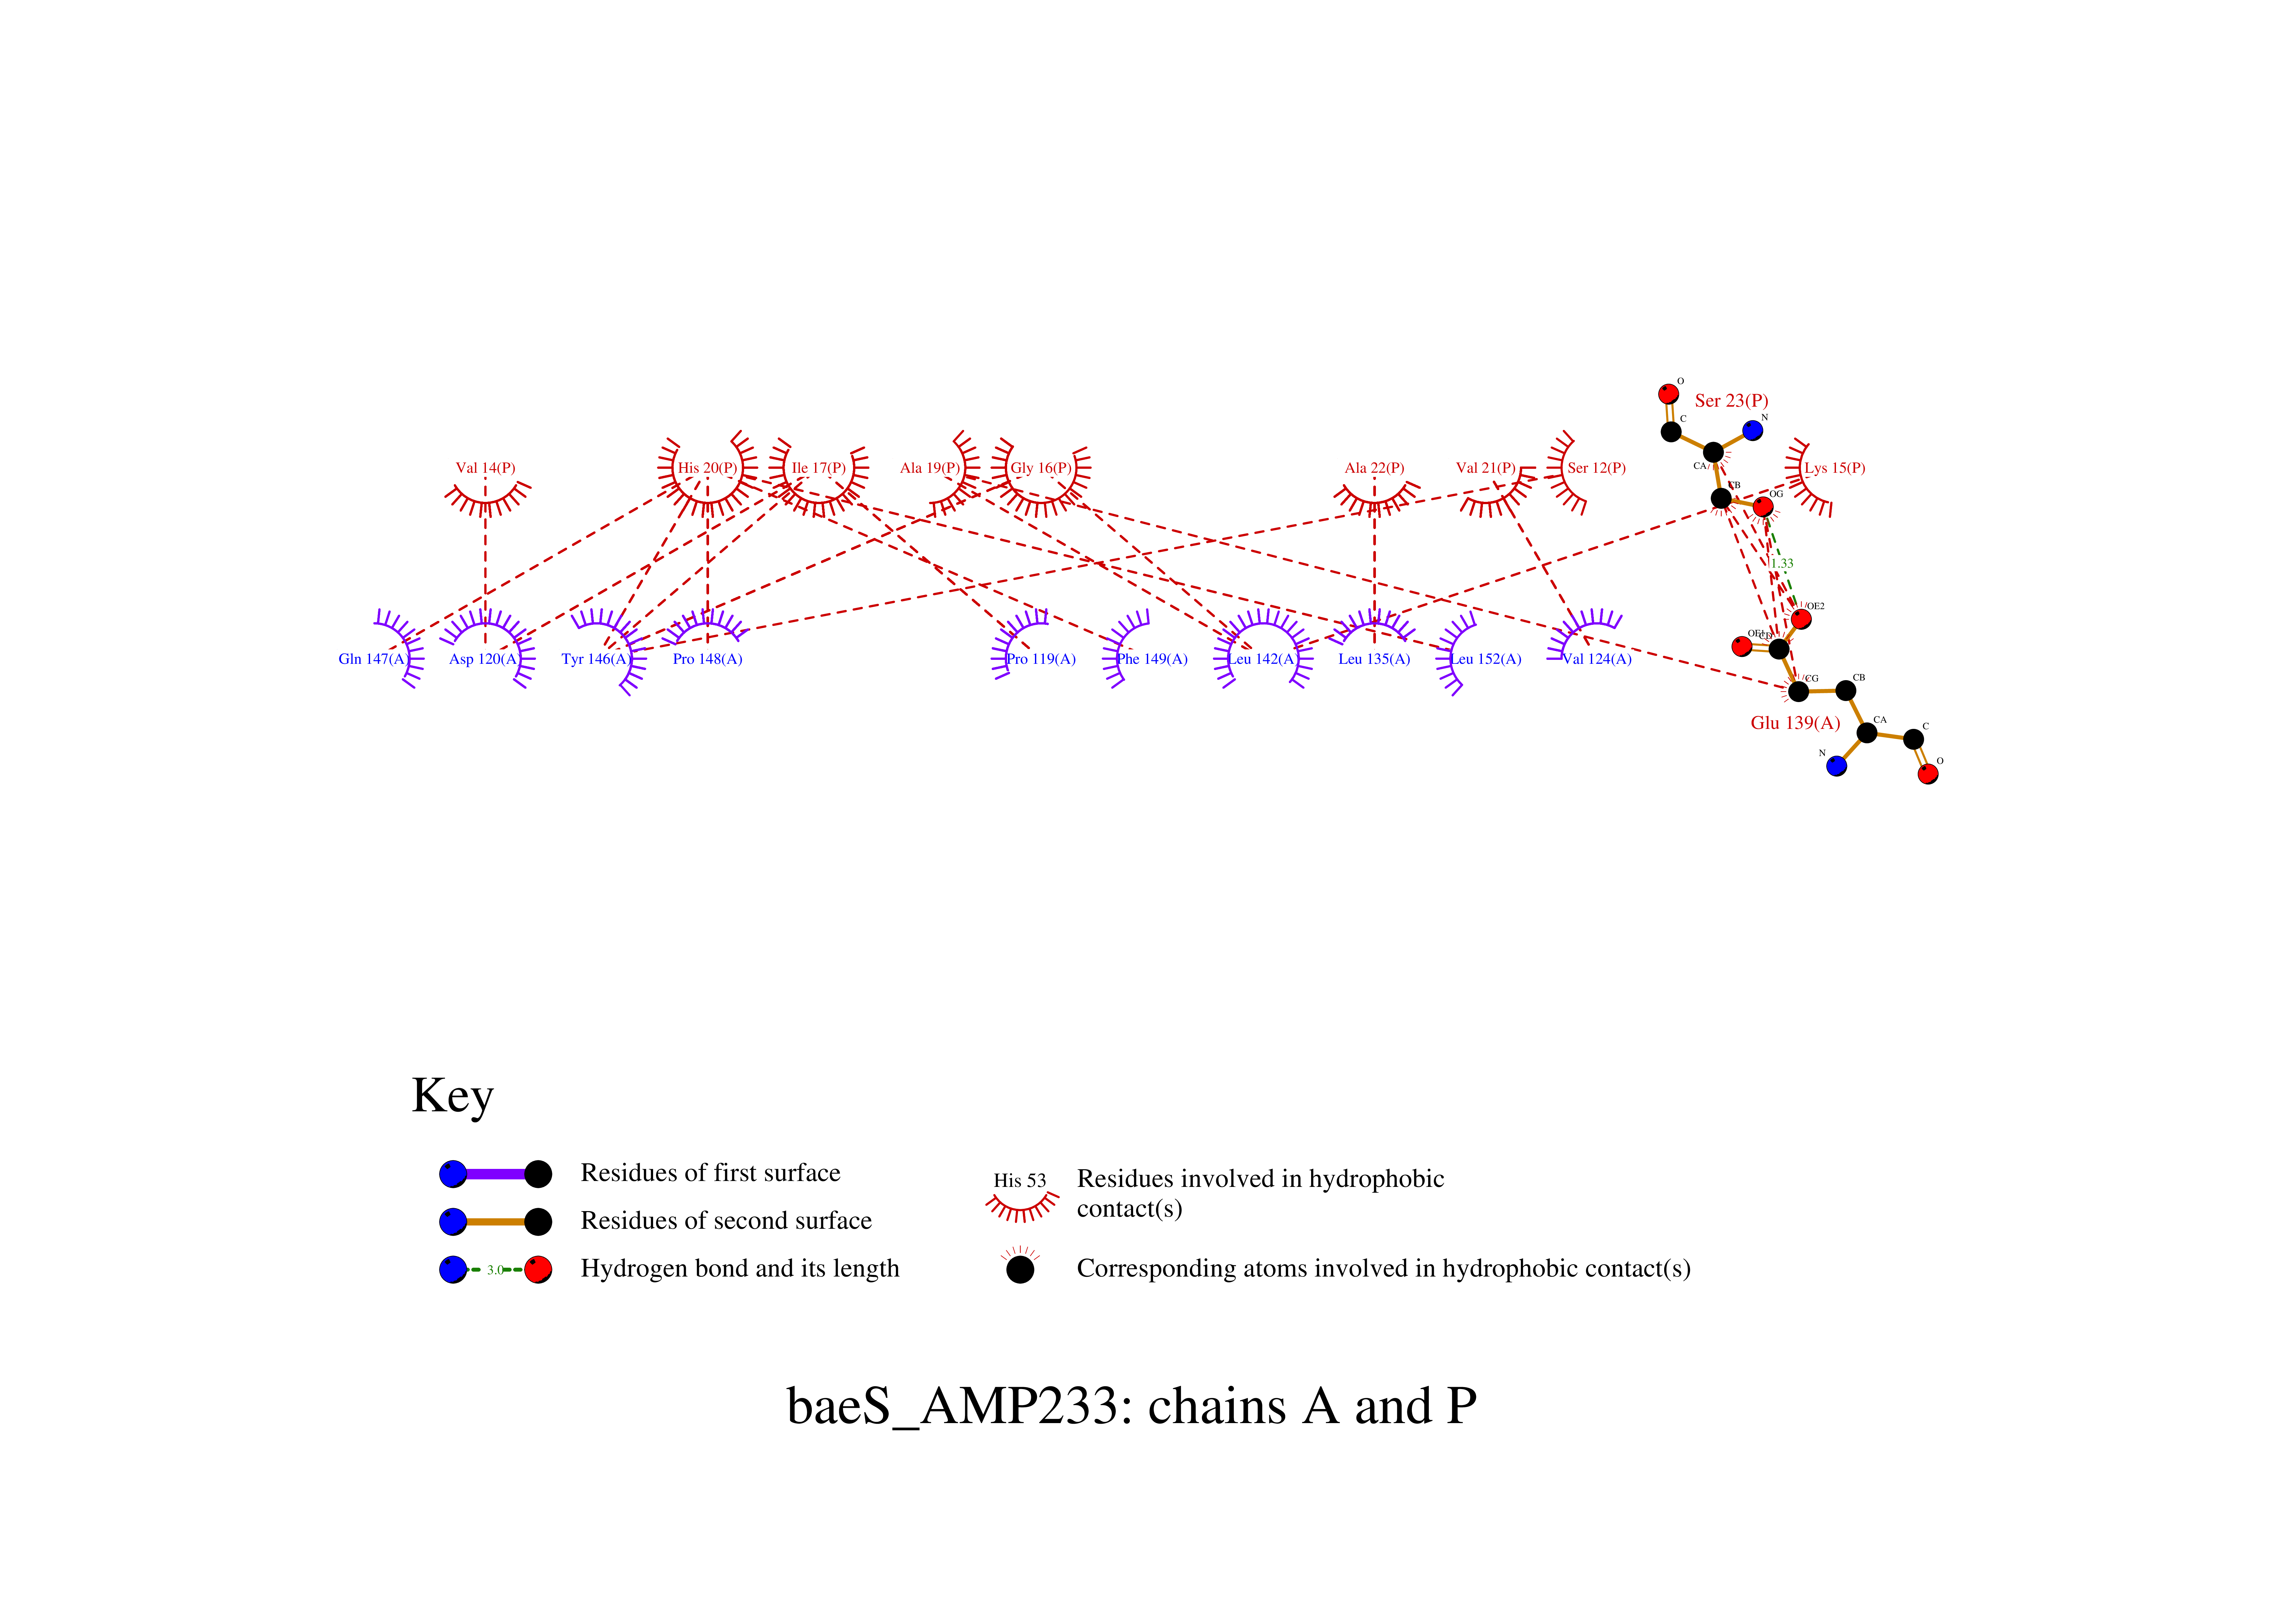 O
Ser 23(P)
C
N
CA
Val 14(P) His 20(P) Ile 17(P) Ala 19(P) Gly 16(P) Ala 22(P) Val 21(P) Ser 12(P) Lys 15(P)
CB
OG
1.33
OE2
Gln 147(A) Asp 120(A) Tyr 146(A) Pro 148(A) Pro 119(A) Phe 149(A) Leu 142(A) Leu 135(A) Leu 152(A) Val 124(A) OE1 CD
CG
CB
Glu 139(A)
CA
C
N
O
Key
Residues of first surface
Residues of second surface
3.0
Hydrogen bond and its length
His 53
Residues involved in hydrophobic
contact(s)
Corresponding atoms involved in hydrophobic contact(s)
baeS_AMP233: chains A and P